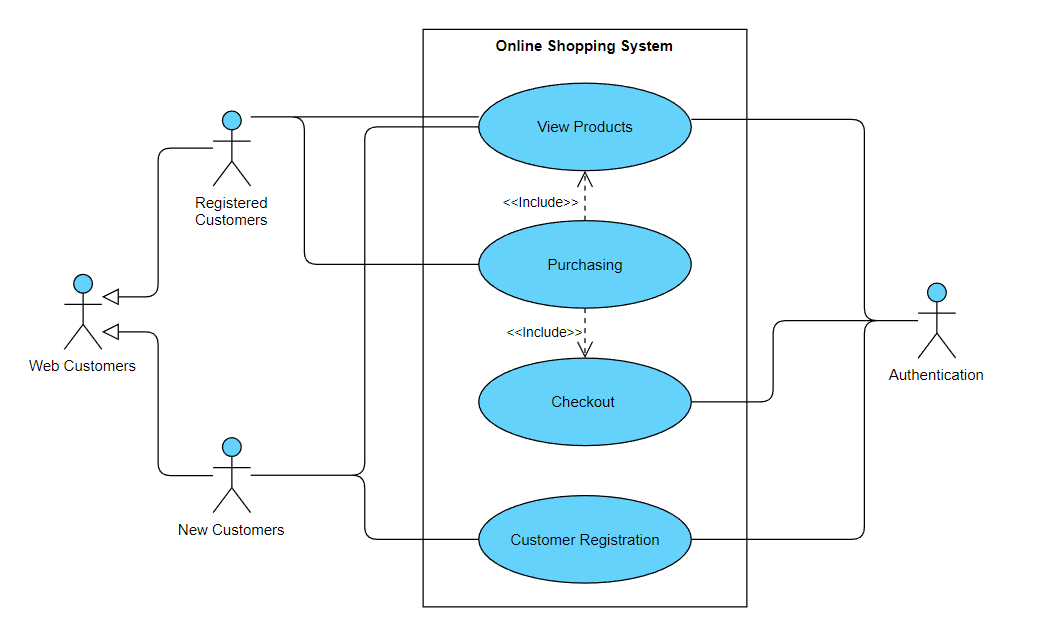 Online Shopping System
View Products
Registered
Customers
<<Include>>
Purchasing
<<Include>>
Web Customers
Authentication
Checkout
New Customers
Customer Registration